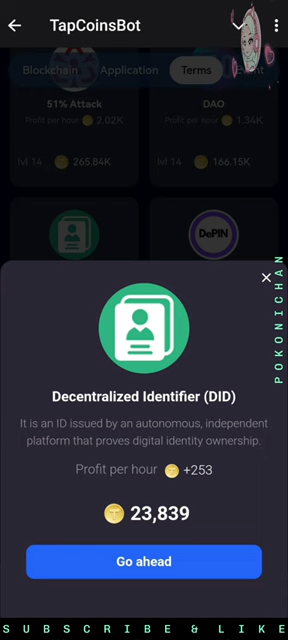 TapCoinsBot
Blockchain Application Terms
51% Attack DAO
Profit per hour 2.02K Profit per hour 1.34K
lvl 14 265.84K lvl 14 166.15K
DePIN
POKONICHAN
Decentralized Identifier (DID)
It is an ID issued by an autonomous, independent
platform that proves digital identity ownership.
Profit per hour +253
23,839
Go ahead
SUBSCRIBE & LIKE